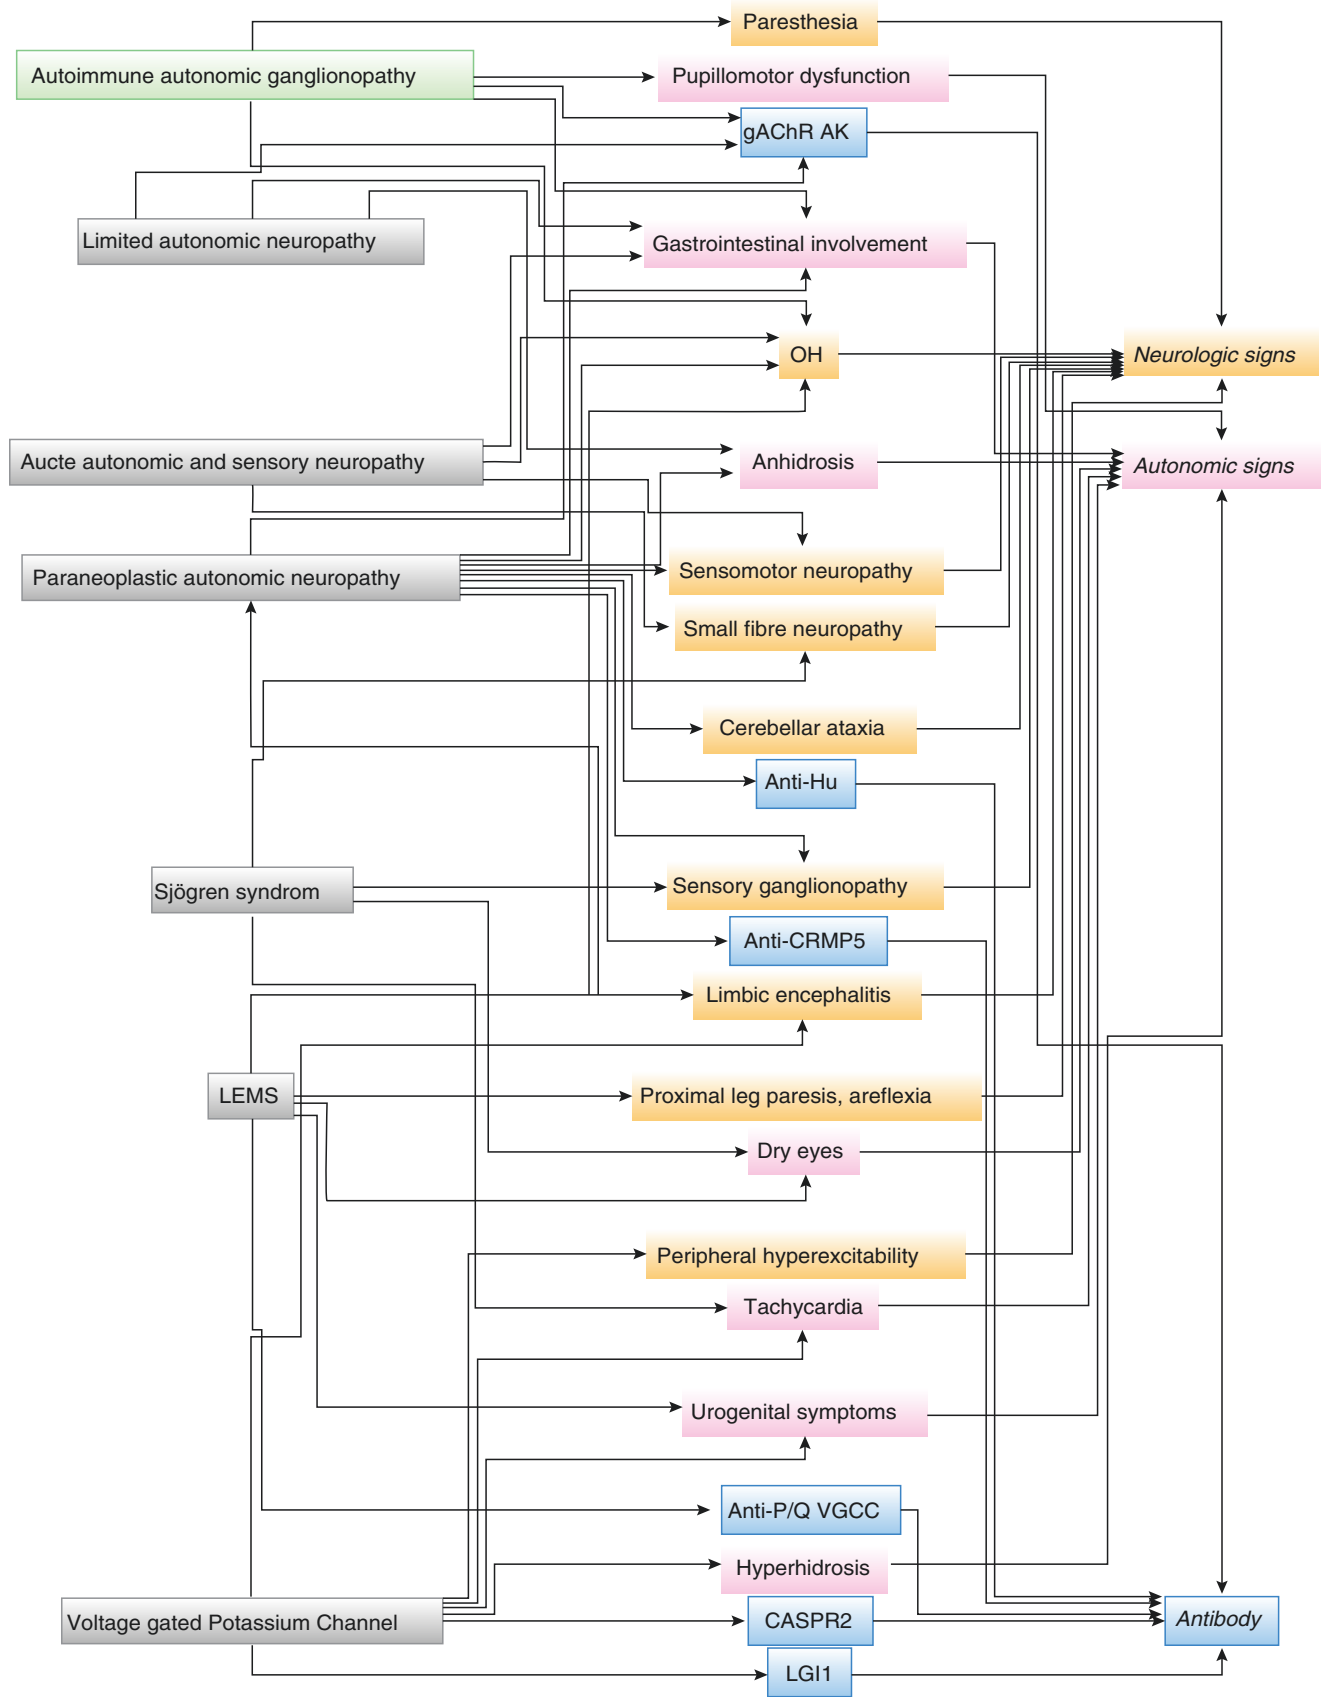 Paresthesia
Autoimmune autonomic ganglionopathy
Pupillomotor dysfunction
gAChR AK
Limited autonomic neuropathy
Gastrointestinal involvement
OH
Neurologic signs
Aucte autonomic and sensory neuropathy
Anhidrosis
Autonomic signs
Paraneoplastic autonomic neuropathy
Sensomotor neuropathy
Small fibre neuropathy
Cerebellar ataxia
Anti-Hu
Sjögren syndrom
Sensory ganglionopathy
Anti-CRMP5
Limbic encephalitis
LEMS
Proximal leg paresis, areflexia
Dry eyes
Peripheral hyperexcitability
Tachycardia
Urogenital symptoms
Anti-P/Q VGCC
Hyperhidrosis
Voltage gated Potassium Channel
CASPR2
Antibody
LGI1